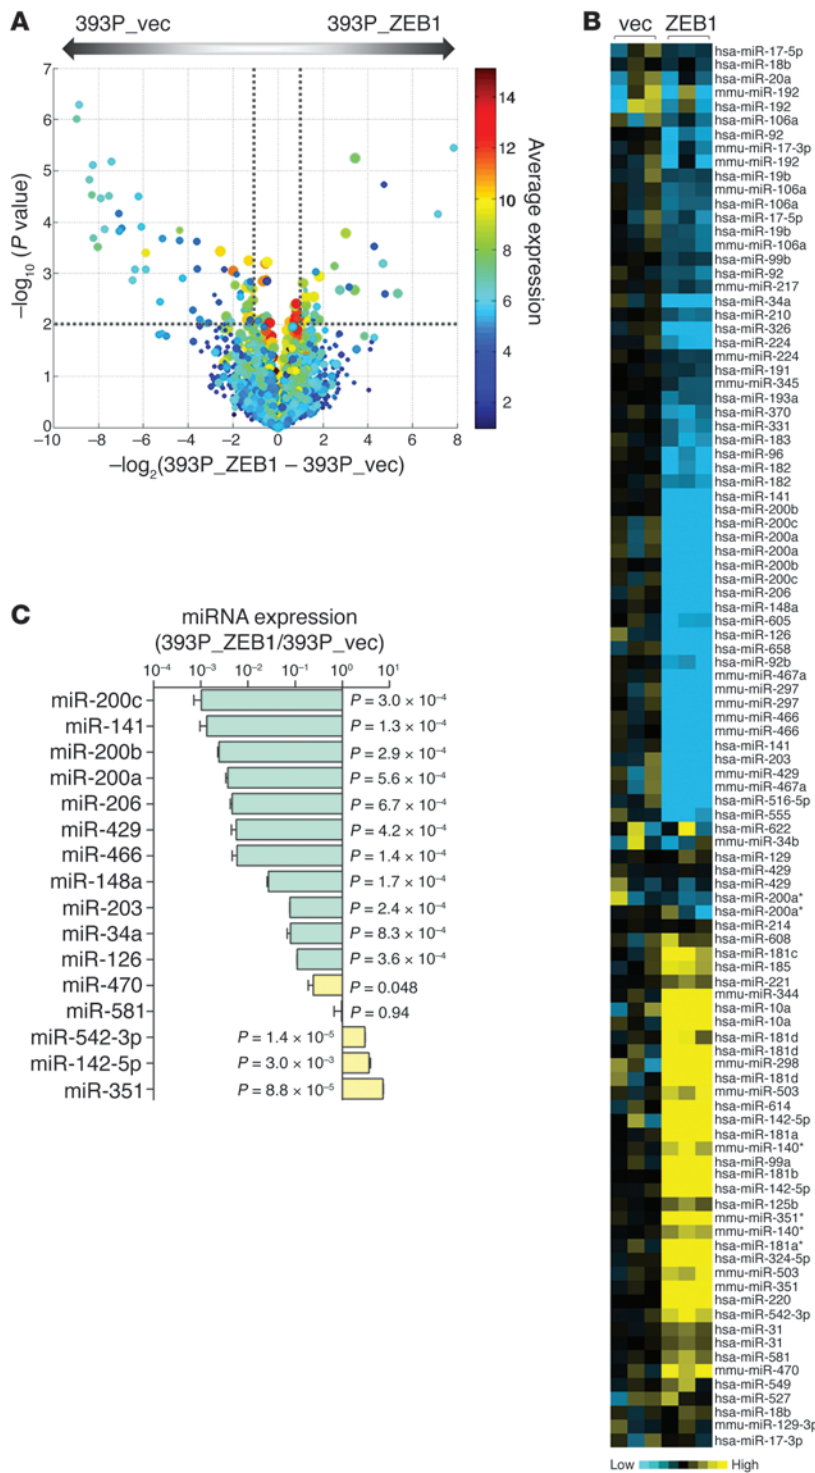 A
393P_vec
393P_ZEB1
7
6
5
4
3
2
1
0
–10
–8
–6
–4
–2
0
2
4
6
8
–log10 (P value)
–log2(393P_ZEB1 – 393P_vec)
14
12
10
8
6
4
2
Average expression
B
vec
ZEB1
hsa-miR-17-5p
hsa-miR-18b
hsa-miR-20a
mmu-miR-192
hsa-miR-192
hsa-miR-106a
hsa-miR-92
mmu-miR-17-3p
mmu-miR-192
hsa-miR-19b
mmu-miR-106a
hsa-miR-106a
hsa-miR-17-5p
hsa-miR-19b
mmu-miR-106a
hsa-miR-99b
hsa-miR-92
mmu-miR-217
hsa-miR-34a
hsa-miR-210
hsa-miR-326
hsa-miR-224
mmu-miR-224
hsa-miR-191
mmu-miR-345
hsa-miR-193a
hsa-miR-370
hsa-miR-331
hsa-miR-183
hsa-miR-96
hsa-miR-182
hsa-miR-182
hsa-miR-141
hsa-miR-200b
hsa-miR-200c
hsa-miR-200a
hsa-miR-200a
hsa-miR-200b
hsa-miR-200c
hsa-miR-206
hsa-miR-148a
hsa-miR-605
hsa-miR-126
hsa-miR-658
hsa-miR-92b
mmu-miR-467a
mmu-miR-297
mmu-miR-297
mmu-miR-466
mmu-miR-466
hsa-miR-141
hsa-miR-203
mmu-miR-429
mmu-miR-467a
hsa-miR-516-5p
hsa-miR-555
hsa-miR-622
mmu-miR-34b
hsa-miR-129
hsa-miR-429
hsa-miR-429
hsa-miR-200a*
hsa-miR-200a*
hsa-miR-214
hsa-miR-608
hsa-miR-181c
hsa-miR-185
hsa-miR-221
mmu-miR-344
hsa-miR-10a
hsa-miR-10a
hsa-miR-181d
hsa-miR-181d
mmu-miR-298
hsa-miR-181d
mmu-miR-503
hsa-miR-614
hsa-miR-142-5p
hsa-miR-181a
mmu-miR-140*
hsa-miR-99a
hsa-miR-181b
hsa-miR-142-5p
hsa-miR-125b
mmu-miR-351*
mmu-miR-140*
hsa-miR-181a*
hsa-miR-324-5p
mmu-miR-503
mmu-miR-351
hsa-miR-220
hsa-miR-542-3p
hsa-miR-31
hsa-miR-31
hsa-miR-581
mmu-miR-470
hsa-miR-549
hsa-miR-527
hsa-miR-18b
mmu-miR-129-3p
hsa-miR-17-3p
Low
High
C
miRNA expression
(393P_ZEB1/393P_vec)
10–4 10–3 10–2 10–1 100 101
miR-200c P = 3.0 × 10–4
miR-141 P = 1.3 × 10–4
miR-200b P = 2.9 × 10–4
miR-200a P = 5.6 × 10–4
miR-206 P = 6.7 × 10–4
miR-429 P = 4.2 × 10–4
miR-466 P = 1.4 × 10–4
miR-148a P = 1.7 × 10–4
miR-203 P = 2.4 × 10–4
miR-34a P = 8.3 × 10–4
miR-126 P = 3.6 × 10–4
miR-470 P = 0.048
miR-581 P = 0.94
miR-542-3p P = 1.4 × 10–5
miR-142-5p P = 3.0 × 10–3
miR-351 P = 8.8 × 10–5